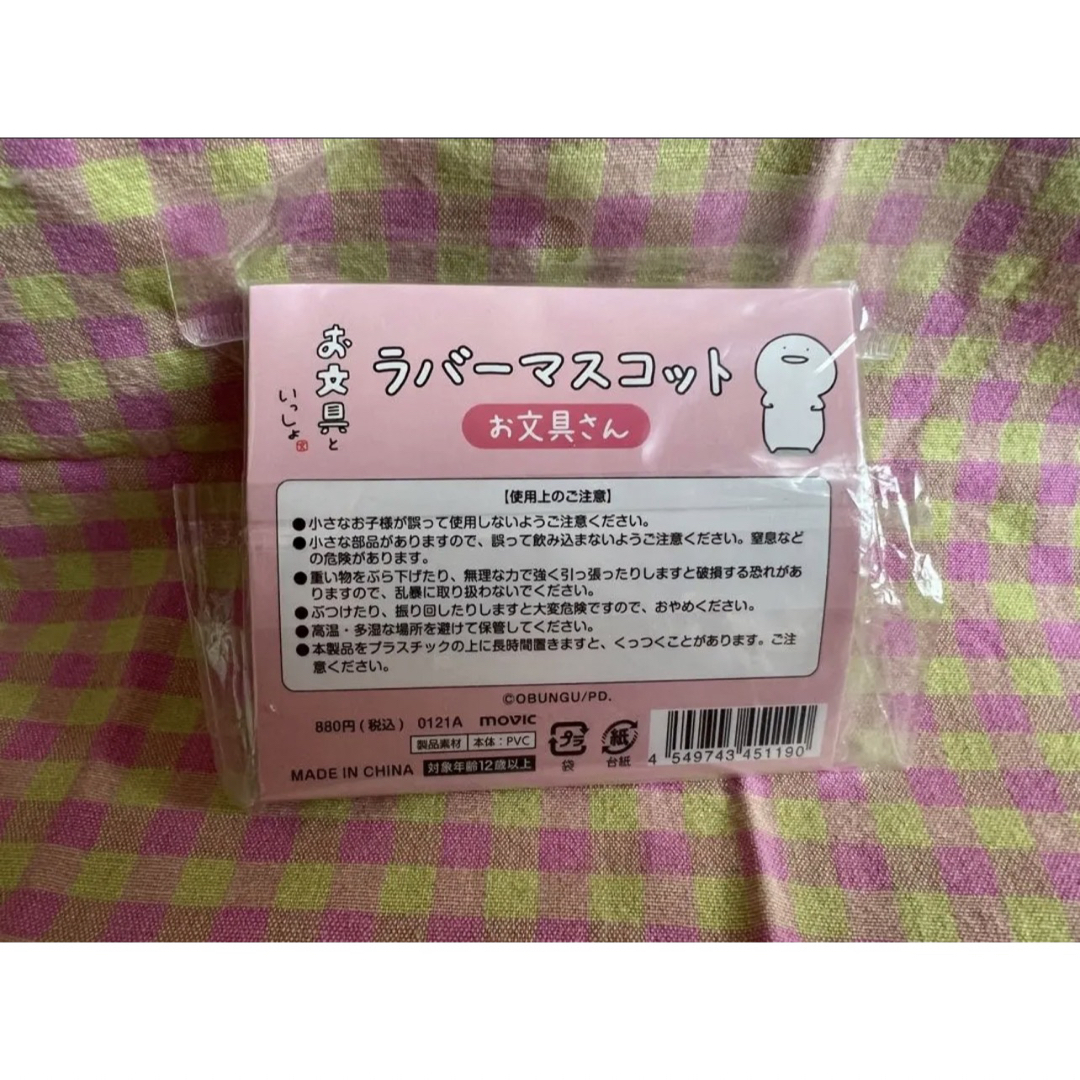 お文具と
いっしょ
文
ラバーマスコット
お文具さん
【使用上のご注意】
●小さなお子様が誤って使用しないようご注意ください。
●小さな部品がありますので、誤って飲み込まないようご注意ください。窒息など
の危険があります。
●重い物をぶら下げたり、無理な力で強く引っ張ったりしますと破損する恐れがあ
りますので、乱暴に取り扱わないでください。
●ぶつけたり、振り回したりしますと大変危険ですので、おやめください。
●高温・多湿な場所を避けて保管してください。
●本製品をプラスチックの上に長時間置きますと、くっつくことがあります。ご注
意ください。
©OBUNGU/PD.
880円(税込) 0121A movic
製品素材 本体：PVC
MADE IN CHINA 対象年齢12歳以上
プラ
袋
紙
台紙
4 549743 451190